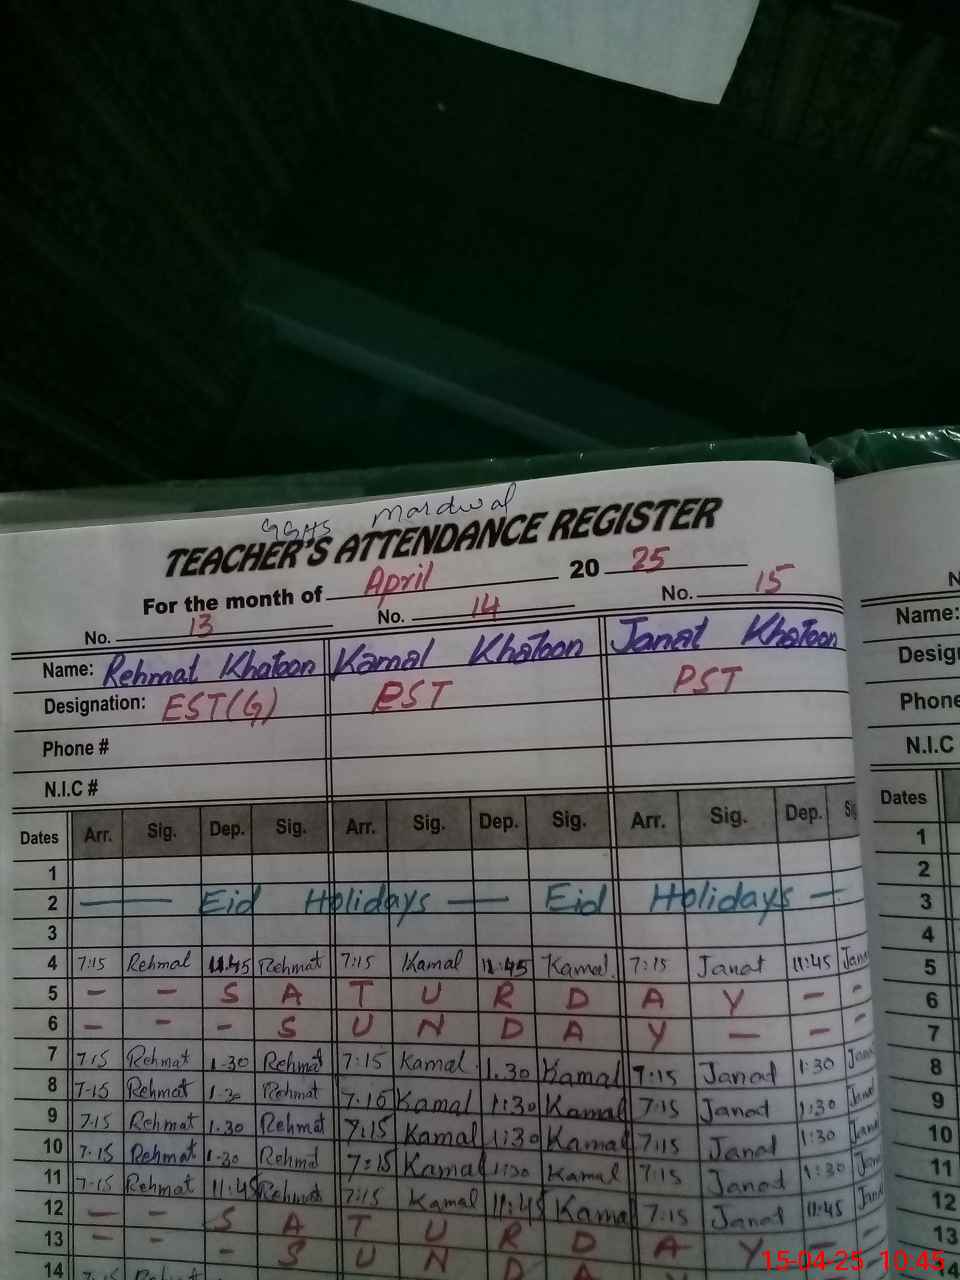 GGHS Mardwal
TEACHER'S ATTENDANCE REGISTER
For the month of April 20 25
No. 13 No. 14 No. 15
Name: Rehmat Khatoon Kamal Khatoon Janat Khatoon
Designation: EST(G) PST PST
Phone #
N.I.C #
Dates Arr. Sig. Dep. Sig. Arr. Sig. Dep. Sig. Arr. Sig. Dep.
1
2 Eid Holidays — Eid Holidays —
3
4 7:15 Rehmat 11:45 Rehmat 7:15 Kamal 11:45 Kamal 7:15 Janat 11:45
5 - - S A T U R D A Y - -
6 - - - S U N D A Y - - -
7 7:15 Rehmat 1-30 Rehmat 7:15 Kamal 1.30 Kamal 7:15 Janat 1:30
8 7-15 Rehmat 1-30 Rehmat 7.10 Kamal 1:30 Kamal 7:15 Janat 1:30
9 7.15 Rehmat 1.30 Rehmat 7:15 Kamal 1:30 Kamal 7:15 Janat 1:30
10 7.15 Rehmat 1-30 Rehmat 7:15 Kamal 1:30 Kamal 7:15 Janat 1:30
11 7-15 Rehmat 11:45 Rehmat 7:15 Kamal 11:45 Kamal 7:15 Janat 11:45
12 - - S A T U R D A Y -
13 - - - S U N D A Y
14
Name:
Phone
N.I.C
Dates
1
2
3
4
5
6
7
8
9
10
11
12
13
14
15-04-25 10:45